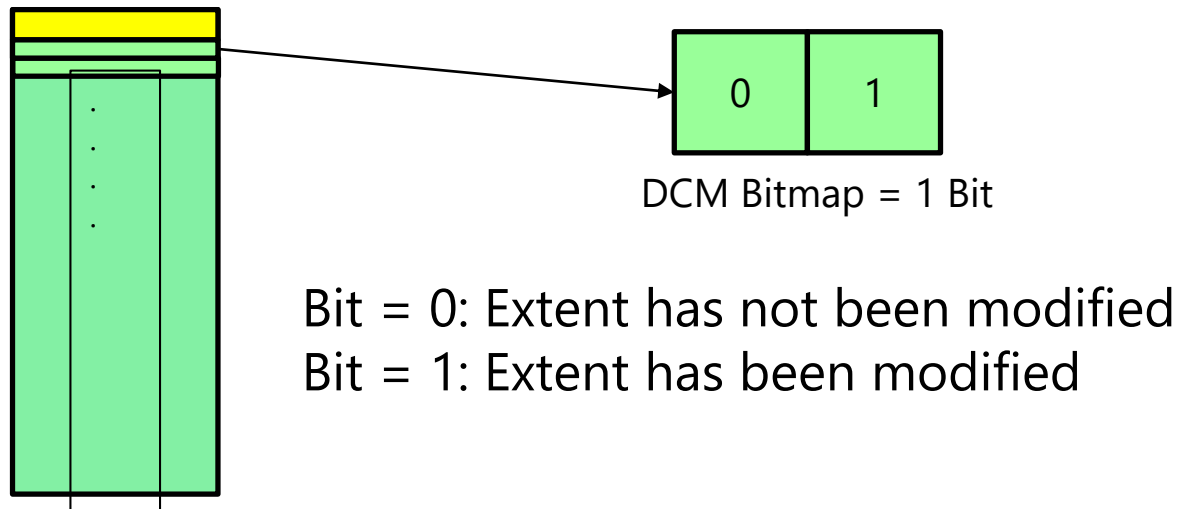 0 1
DCM Bitmap = 1 Bit
Bit = 0: Extent has not been modified
Bit = 1: Extent has been modified